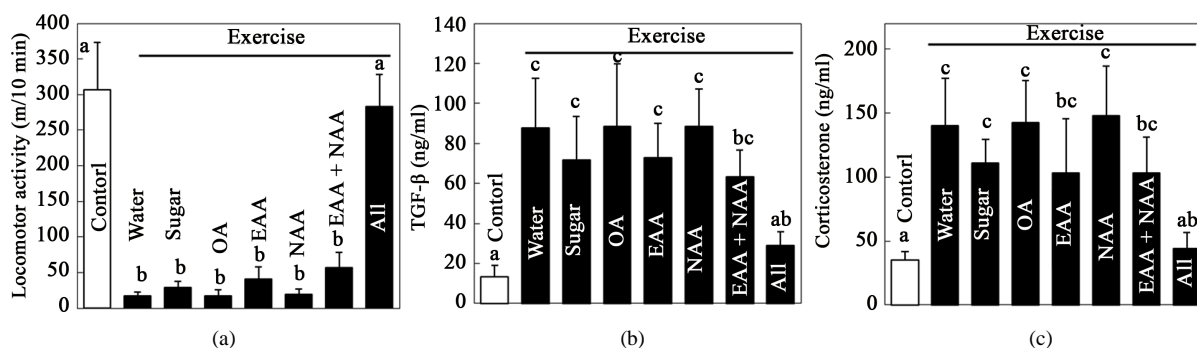 Exercise
Locomotor activity (m/10 min)
400
350
300
250
200
150
100
50
0
a
b
b
b
b
b
b
a
Contorl
Water
Sugar
OA
EAA
NAA
EAA + NAA
All
(a)
Exercise
TGF-β (ng/ml)
120
100
80
60
40
20
0
a
c
c
c
c
c
bc
ab
Contorl
Water
Sugar
OA
EAA
NAA
EAA + NAA
All
(b)
Exercise
Corticosterone (ng/ml)
200
150
100
50
0
a
c
c
c
bc
c
bc
ab
Contorl
Water
Sugar
OA
EAA
NAA
EAA + NAA
All
(c)